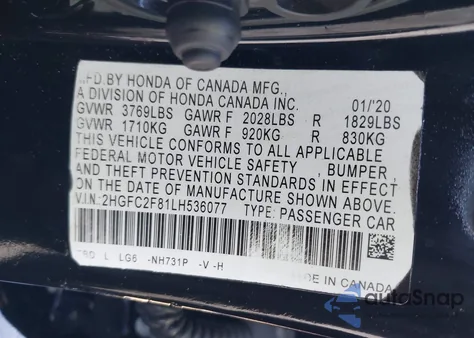 MFD.BY HONDA OF CANADA MFG.,
A DIVISION OF HONDA CANADA INC. 01/'20
GVWR 3769LBS GAWR F 2028LBS R 1829LBS
GVWR 1710KG GAWR F 920KG R 830KG
THIS VEHICLE CONFORMS TO ALL APPLICABLE
FEDERAL MOTOR VEHICLE SAFETY , BUMPER ,
AND THEFT PREVENTION STANDARDS IN EFFECT
ON THE DATE OF MANUFACTURE SHOWN ABOVE.
V.I.N:2HGFC2F81LH536077 TYPE: PASSENGER CAR
L LG6 -NH731P -V -H
DE IN CANADA
autoSnap